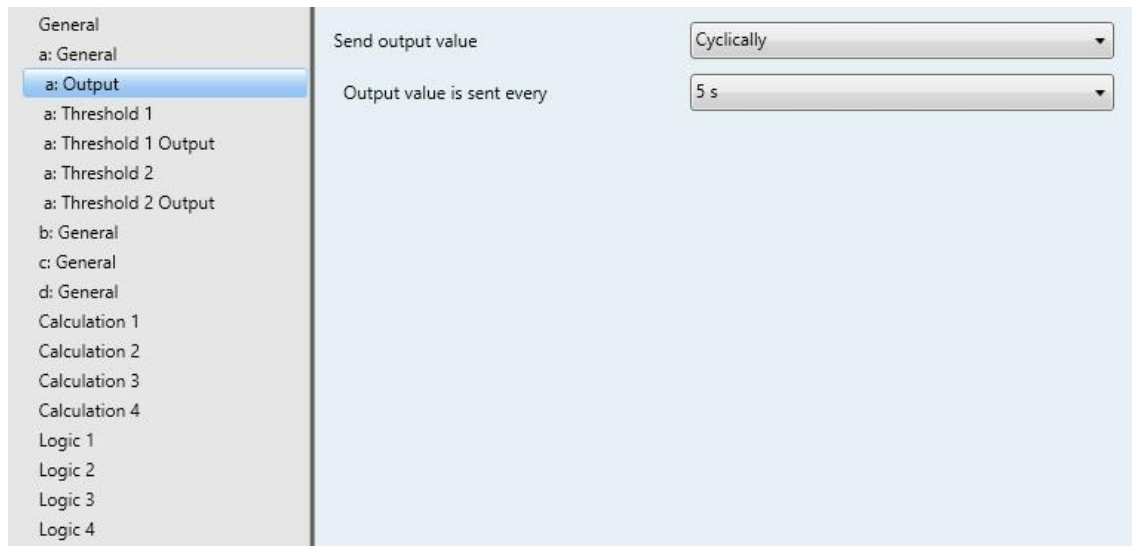 General
a: General
a: Output
a: Threshold 1
a: Threshold 1 Output
a: Threshold 2
a: Threshold 2 Output
b: General
c: General
d: General
Calculation 1
Calculation 2
Calculation 3
Calculation 4
Logic 1
Logic 2
Logic 3
Logic 4
Send output value Cyclically
Output value is sent every 5 s